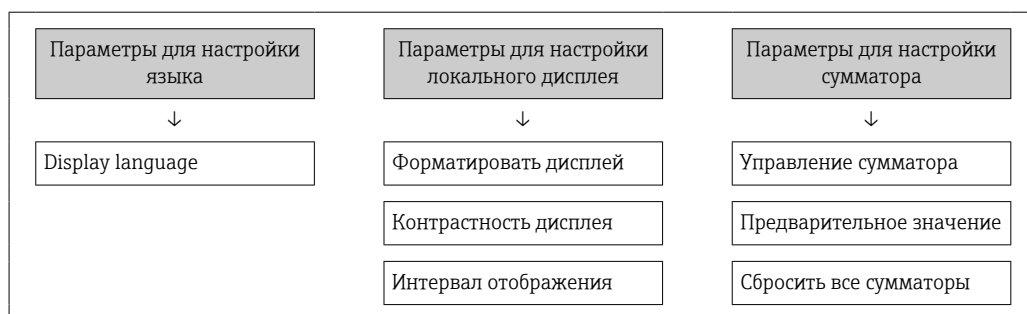 Параметры для настройки
языка
↓
Display language
Параметры для настройки
локального дисплея
↓
Форматировать дисплей
Контрастность дисплея
Интервал отображения
Параметры для настройки
сумматора
↓
Управление сумматора
Предварительное значение
Сбросить все сумматоры